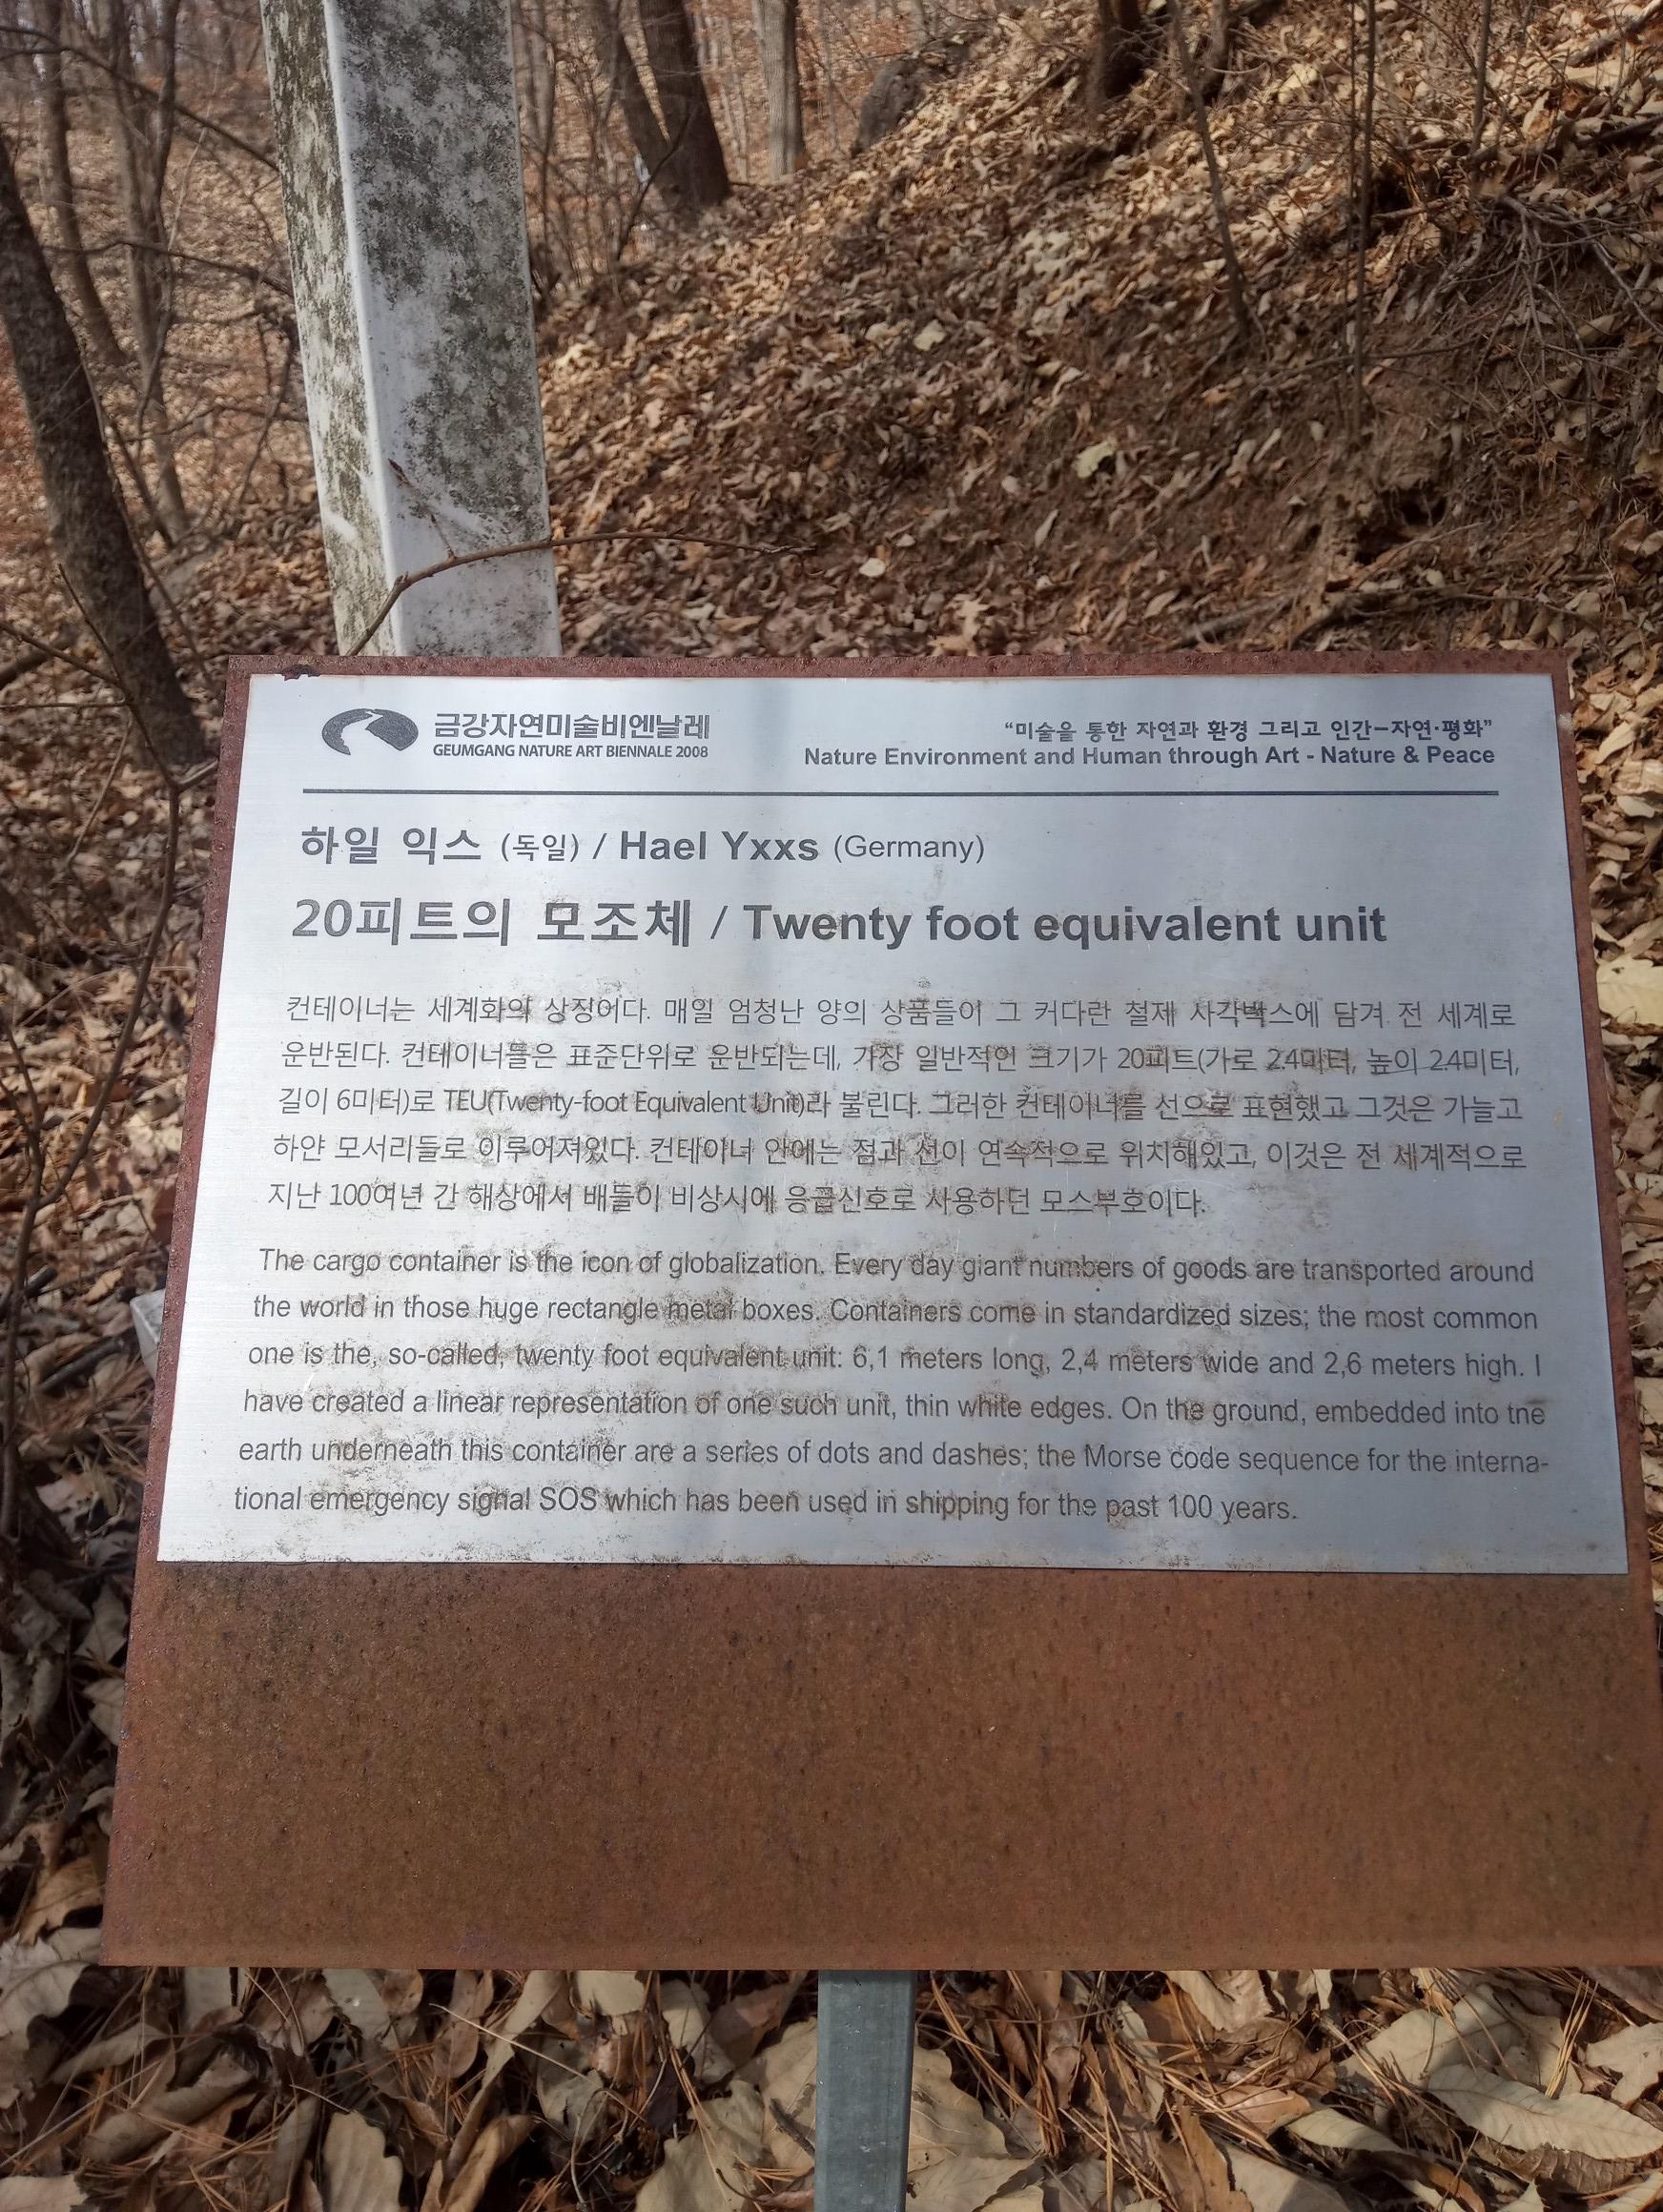 금강자연미술비엔날레
GEUMGANG NATURE ART BIENNALE 2008
“미술을 통한 자연과 환경 그리고 인간-자연·평화”
Nature Environment and Human through Art - Nature & Peace
하일 익스 (독일) / Hael Yxxs (Germany)
20피트의 모조체 / Twenty foot equivalent unit
컨테이너는 세계화의 상징이다. 매일 엄청난 양의 상품들이 그 커다란 철제 사각박스에 담겨 전 세계로
운반된다. 컨테이너들은 표준단위로 운반되는데, 가장 일반적인 크기가 20피트(가로 2.4미터, 높이 2.4미터,
길이 6미터)로 TEU(Twenty-foot Equivalent Unit)라 불린다. 그러한 컨테이너를 선으로 표현했고 그것은 가늘고
하얀 모서리들로 이루어져있다. 컨테이너 안에는 점과 선이 연속적으로 위치해있고, 이것은 전 세계적으로
지난 100여년 간 해상에서 배들이 비상시에 응급신호로 사용하던 모스부호이다.
The cargo container is the icon of globalization. Every day giant numbers of goods are transported around
the world in those huge rectangle metal boxes. Containers come in standardized sizes; the most common
one is the, so-called, twenty foot equivalent unit: 6,1 meters long, 2,4 meters wide and 2,6 meters high. I
have created a linear representation of one such unit, thin white edges. On the ground, embedded into the
earth underneath this container are a series of dots and dashes; the Morse code sequence for the interna-
tional emergency signal SOS which has been used in shipping for the past 100 years.